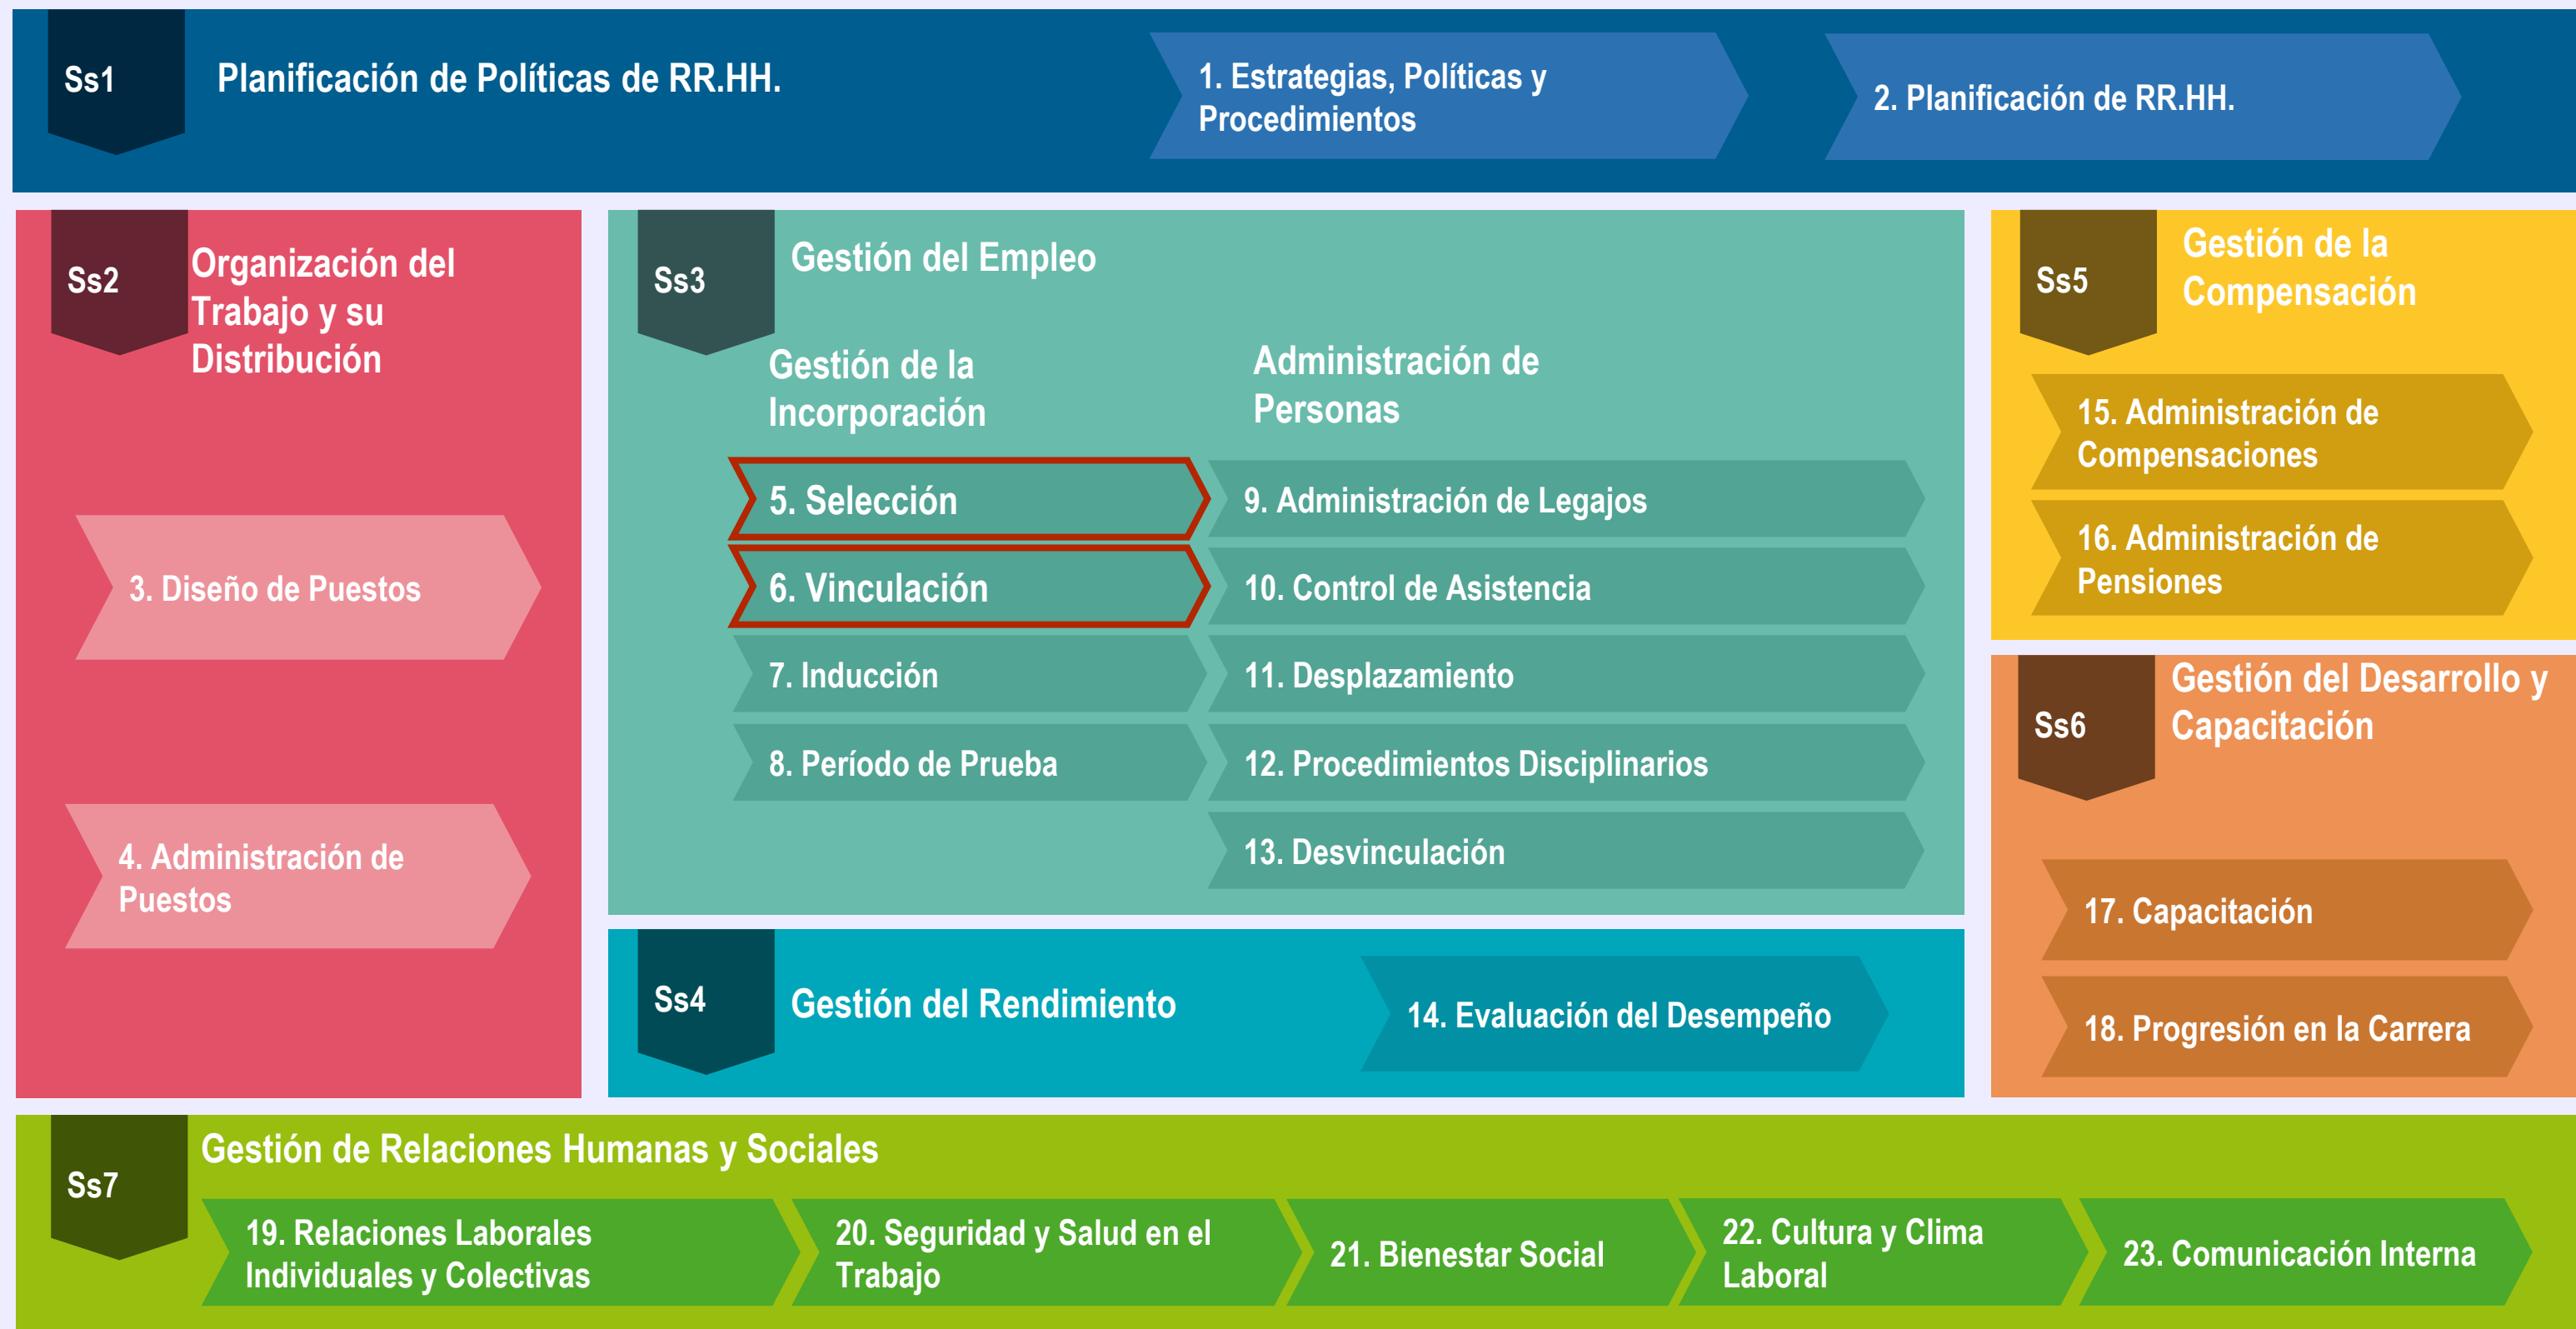 Ss1
Planificación de Políticas de RR.HH.
1. Estrategias, Políticas y
Procedimientos
2. Planificación de RR.HH.
Ss2
Organización del
Trabajo y su
Distribución
3. Diseño de Puestos
4. Administración de
Puestos
Ss3
Gestión del Empleo
Gestión de la
Incorporación
5. Selección
6. Vinculación
7. Inducción
8. Período de Prueba
Administración de
Personas
9. Administración de Legajos
10. Control de Asistencia
11. Desplazamiento
12. Procedimientos Disciplinarios
13. Desvinculación
Ss4
Gestión del Rendimiento
14. Evaluación del Desempeño
Ss5
Gestión de la
Compensación
15. Administración de
Compensaciones
16. Administración de
Pensiones
Ss6
Gestión del Desarrollo y
Capacitación
17. Capacitación
18. Progresión en la Carrera
Ss7
Gestión de Relaciones Humanas y Sociales
19. Relaciones Laborales
Individuales y Colectivas
20. Seguridad y Salud en el
Trabajo
21. Bienestar Social
22. Cultura y Clima
Laboral
23. Comunicación Interna